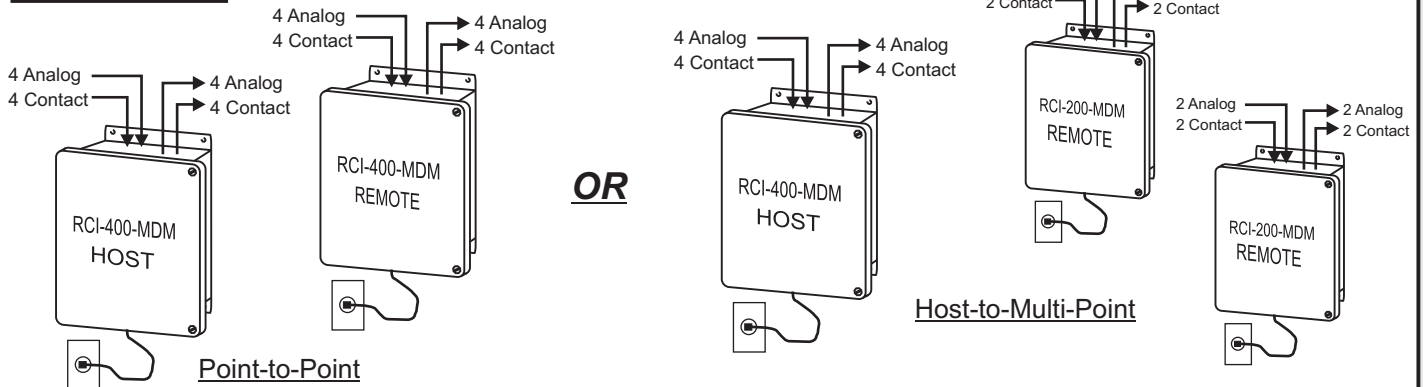 4 Analog
4 Contact
4 Analog
4 Contact
RCI-400-MDM
HOST
4 Analog
4 Contact
4 Analog
4 Contact
RCI-400-MDM
REMOTE
Point-to-Point
OR
4 Analog
4 Contact
4 Analog
4 Contact
RCI-400-MDM
HOST
2 Contact
2 Contact
RCI-200-MDM
REMOTE
2 Analog
2 Contact
2 Analog
2 Contact
RCI-200-MDM
REMOTE
Host-to-Multi-Point